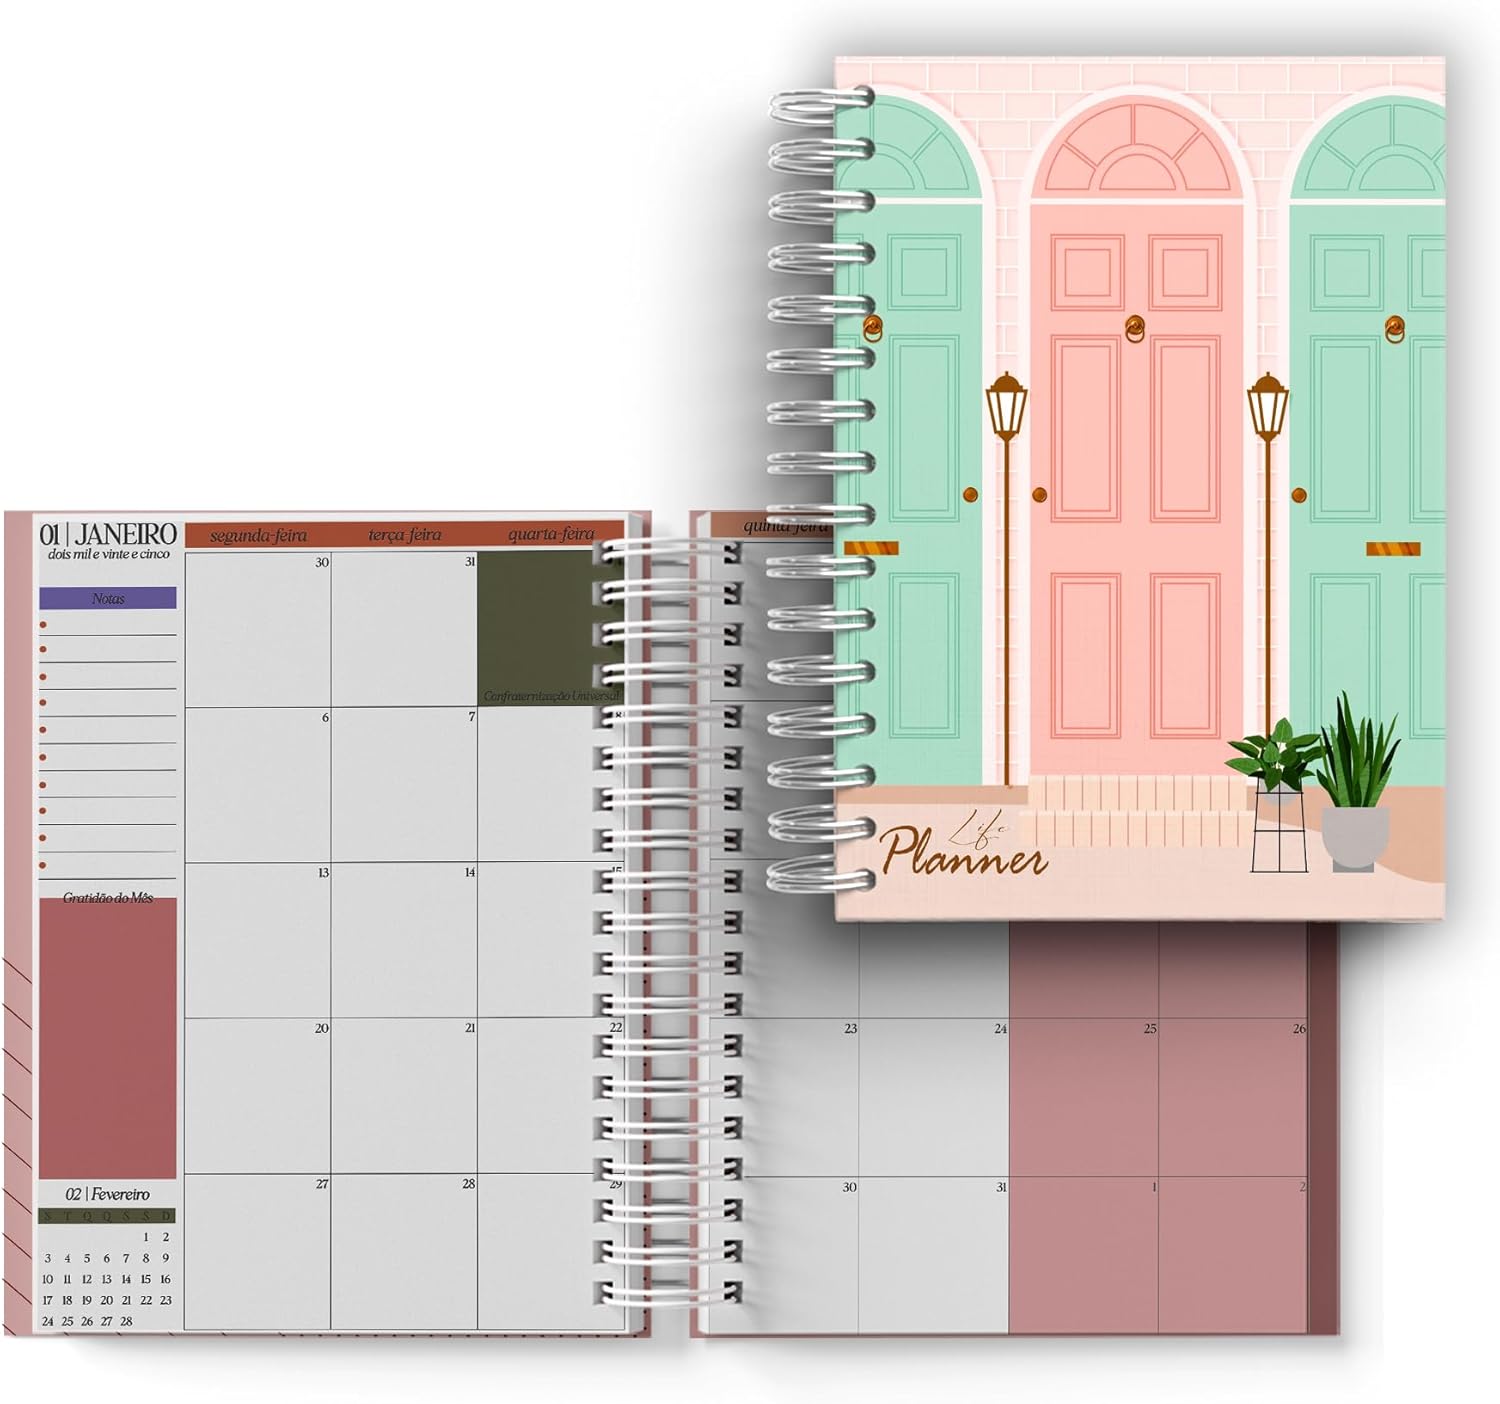 01 | JANEIRO
dois mil e vinte e cinco
segunda-feira terça feira quarta-feira
quinta feira
Notas
30 31
Confraternização Universal
6 7 8
13 14 15
20 21 22
23 24 25 26
27 28 29
30 31 1 2
Gratidão do Mês
02 | Fevereiro
S T Q Q S S D
1 2
3 4 5 6 7 8 9
10 11 12 13 14 15 16
17 18 19 20 21 22 23
24 25 26 27 28
Life
Planner